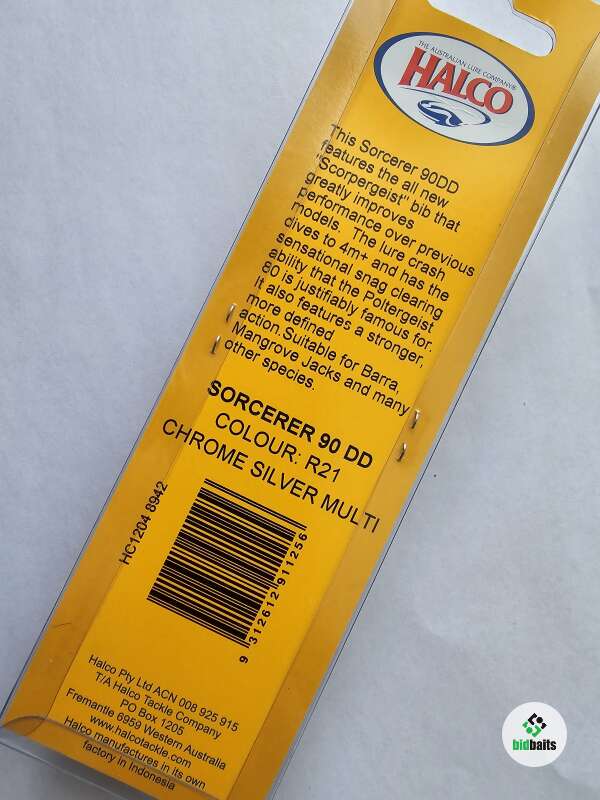 THE AUSTRALIAN LURE COMPANY®
HALCO
This Sorcerer 90DD
features the all new
"Scorpergeist" bib that
greatly improves
performance over previous
models. The lure crash
dives to 4m+ and has the
sensational snag clearing
ability that the Poltergeist
80 is justifiably famous for.
It also features a stronger,
more defined
action.Suitable for Barra,
Mangrove Jacks and many
other species.
SORCERER 90 DD
COLOUR: R21
CHROME SILVER MULTI
HC1204 8942
9 312612 911256
Halco Pty Ltd ACN 008 925 915
T/A Halco Tackle Company
PO Box 1205
Fremantle 6959 Western Australia
www.halcotackle.com
Halco manufactures in its own
factory in Indonesia
bidbaits